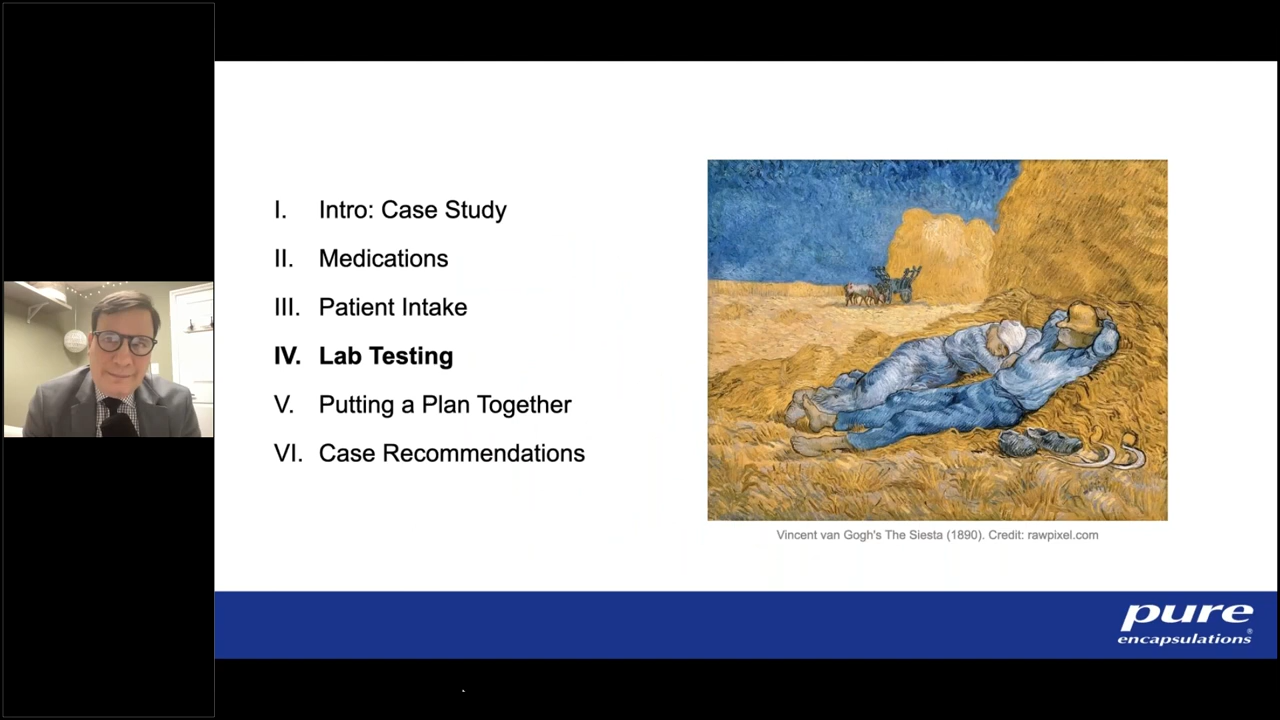 I. Intro: Case Study
II. Medications
III. Patient Intake
IV. Lab Testing
V. Putting a Plan Together
VI. Case Recommendations
Vincent van Gogh's The Siesta (1890). Credit: rawpixel.com
pure
encapsulations®